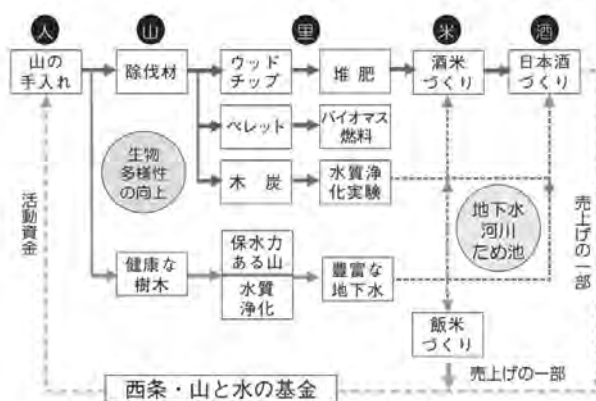 人
山
里
米
酒
山の
手入れ
除伐材
ウッド
チップ
堆肥
酒米
づくり
日本酒
づくり
ペレット
バイオマス
燃料
生物
多様性
の向上
木炭
水質浄
化実験
地下水
河川
ため池
活動資金
売上げの一部
健康な
樹木
保水力
ある山
水質
浄化
豊富な
地下水
飯米
づくり
売上げの一部
西条・山と水の基金